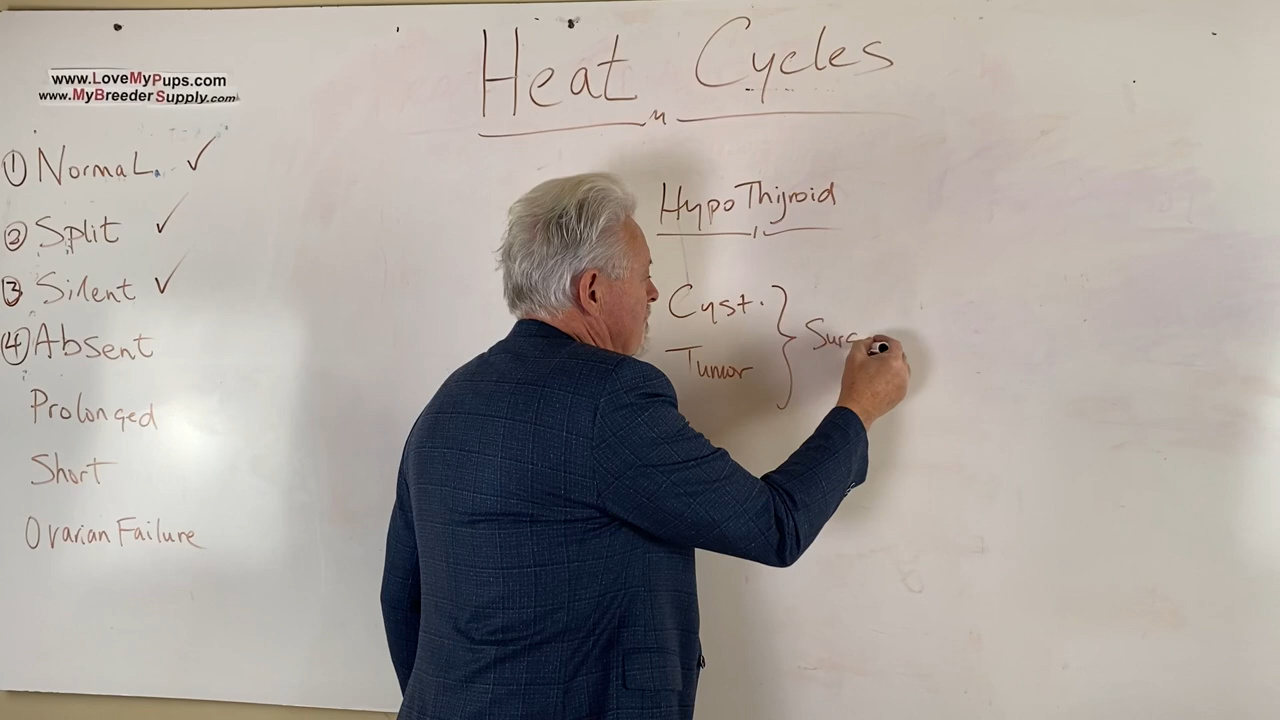 www.LoveMyPups.com
www.MyBreederSupply.com
Heat Cycles
① Normal ✓
② Split ✓
③ Silent ✓
④ Absent
Prolonged
Short
Ovarian Failure
HypoThyroid
Cyst.
Tumor